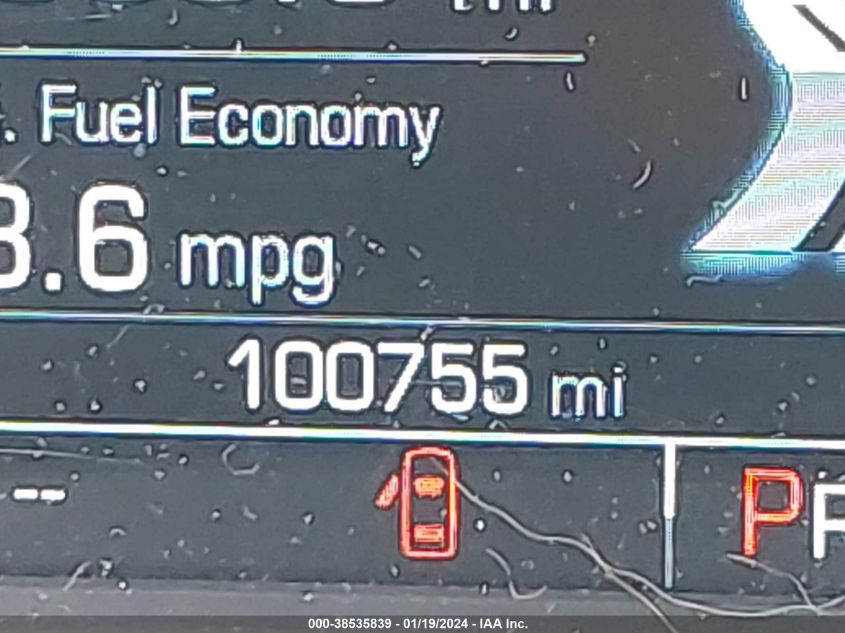 Fuel Economy
.6 mpg
100755 mi
--
P
000-38535839 - 01/19/2024 - IAA Inc.